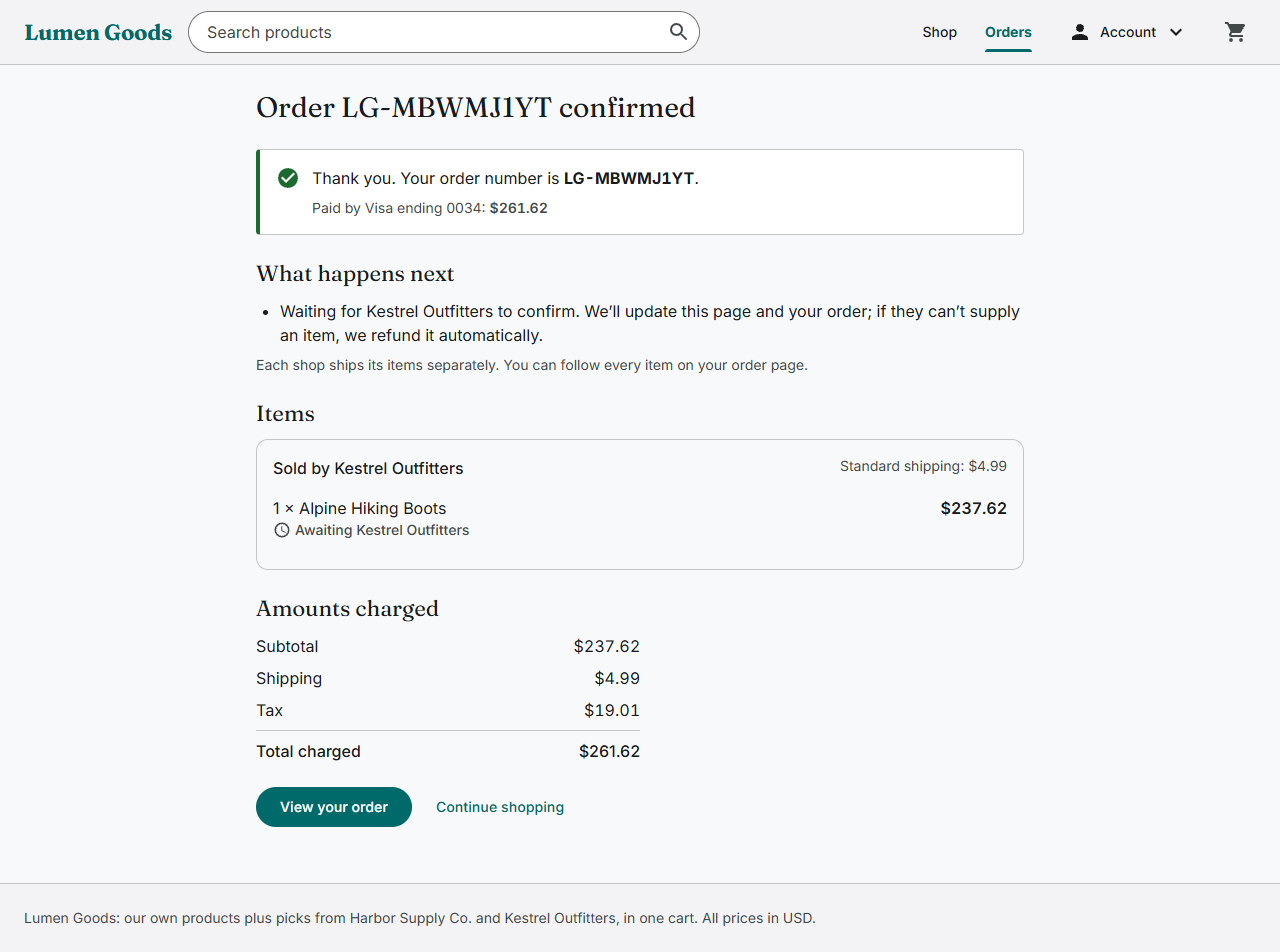 Lumen Goods
Search products
Shop
Orders
Account
Order LG-MBWMJ1YT confirmed
Thank you. Your order number is LG-MBWMJ1YT.
Paid by Visa ending 0034: $261.62
What happens next
• Waiting for Kestrel Outfitters to confirm. We’ll update this page and your order; if they can’t supply
an item, we refund it automatically.
Each shop ships its items separately. You can follow every item on your order page.
Items
Sold by Kestrel Outfitters
Standard shipping: $4.99
1 × Alpine Hiking Boots
$237.62
Awaiting Kestrel Outfitters
Amounts charged
Subtotal $237.62
Shipping $4.99
Tax $19.01
Total charged $261.62
View your order
Continue shopping
Lumen Goods: our own products plus picks from Harbor Supply Co. and Kestrel Outfitters, in one cart. All prices in USD.